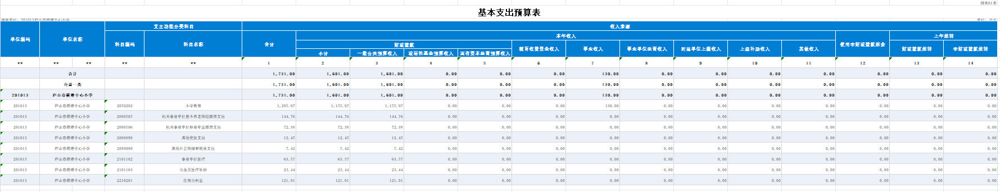 附表01表
基本支出预算表
填报单位：201013庐山市横塘中心小学 单位：万元
单位编码 单位名称 支出功能分类科目 收入来源
科目编码 科目名称 合计 本年收入 使用非财政拨款结余 上年结转
财政拨款 教育收费资金收入 事业收入 事业单位经营收入 附属单位上缴收入 上级补助收入 其他收入 财政拨款结转 非财政拨款结转
小计 一般公共预算收入 政府性基金预算收入 国有资本经营预算收入
** ** ** ** ** 1 2 3 4 5 6 7 8 9 10 11 12 13 14
合计 1,731.00 1,601.00 1,601.00 0.00 0.00 0.00 130.00 0.00 0.00 0.00 0.00 0.00 0.00 0.00
公益一类 1,731.00 1,601.00 1,601.00 0.00 0.00 0.00 130.00 0.00 0.00 0.00 0.00 0.00 0.00 0.00
201013 庐山市横塘中心小学 1,731.00 1,601.00 1,601.00 0.00 0.00 0.00 130.00 0.00 0.00 0.00 0.00 0.00 0.00 0.00
201013 庐山市横塘中心小学 2050202 小学教育 1,285.97 1,155.97 1,155.97 0.00 0.00 0.00 130.00 0.00 0.00 0.00 0.00 0.00 0.00 0.00
201013 庐山市横塘中心小学 2080505 机关事业单位基本养老保险缴费支出 144.76 144.76 144.76 0.00 0.00 0.00 0.00 0.00 0.00 0.00 0.00 0.00 0.00
201013 庐山市横塘中心小学 2080506 机关事业单位职业年金缴费支出 72.38 72.38 72.38 0.00 0.00 0.00 0.00 0.00 0.00 0.00 0.00 0.00 0.00
201013 庐山市横塘中心小学 2080899 其他优抚支出 12.45 12.45 12.45 0.00 0.00 0.00 0.00 0.00 0.00 0.00 0.00 0.00 0.00
201013 庐山市横塘中心小学 2089999 其他社会保障和就业支出 7.42 7.42 7.42 0.00 0.00 0.00 0.00 0.00 0.00 0.00 0.00 0.00 0.00
201013 庐山市横塘中心小学 2101102 事业单位医疗 63.57 63.57 63.57 0.00 0.00 0.00 0.00 0.00 0.00 0.00 0.00 0.00 0.00
201013 庐山市横塘中心小学 2101103 公务员医疗补助 23.44 23.44 23.44 0.00 0.00 0.00 0.00 0.00 0.00 0.00 0.00 0.00 0.00
201013 庐山市横塘中心小学 2210201 住房公积金 121.01 121.01 121.01 0.00 0.00 0.00 0.00 0.00 0.00 0.00 0.00 0.00 0.00